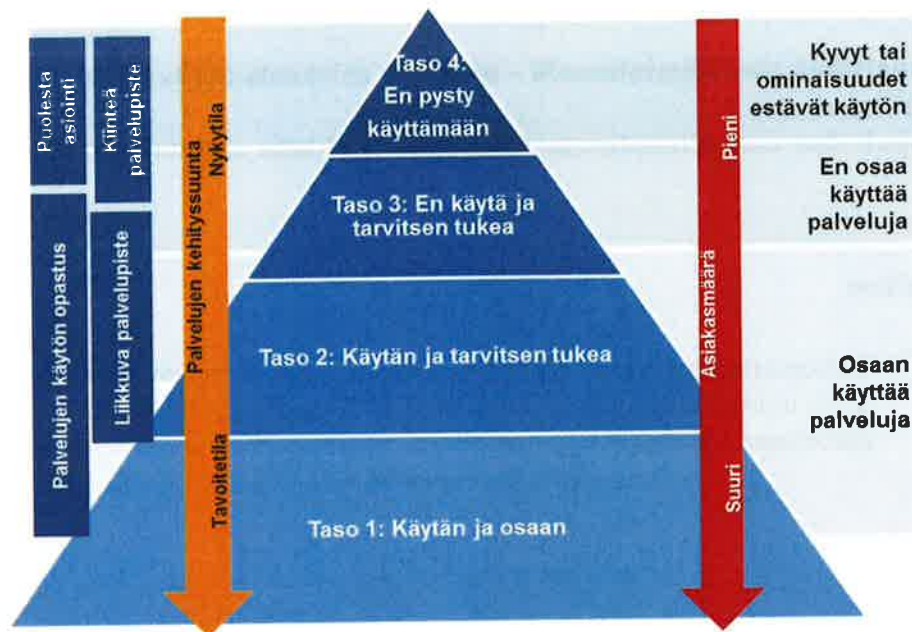 Puolesta
asiointi
Kiinteä
palvelupiste
Palvelujen käytön opastus
Liikkuva palvelupiste
Palvelujen kehityssuunta
Nykytila
Tavoitetila
Taso 4:
En pysty
käyttämään
Taso 3: En käytä ja
tarvitsen tukea
Taso 2: Käytän ja tarvitsen tukea
Taso 1: Käytän ja osaan
Pieni
Asiakasmäärä
Suuri
Kyvyt tai
ominaisuudet
estävät käytön
En osaa
käyttää
palveluja
Osaan
käyttää
palveluja